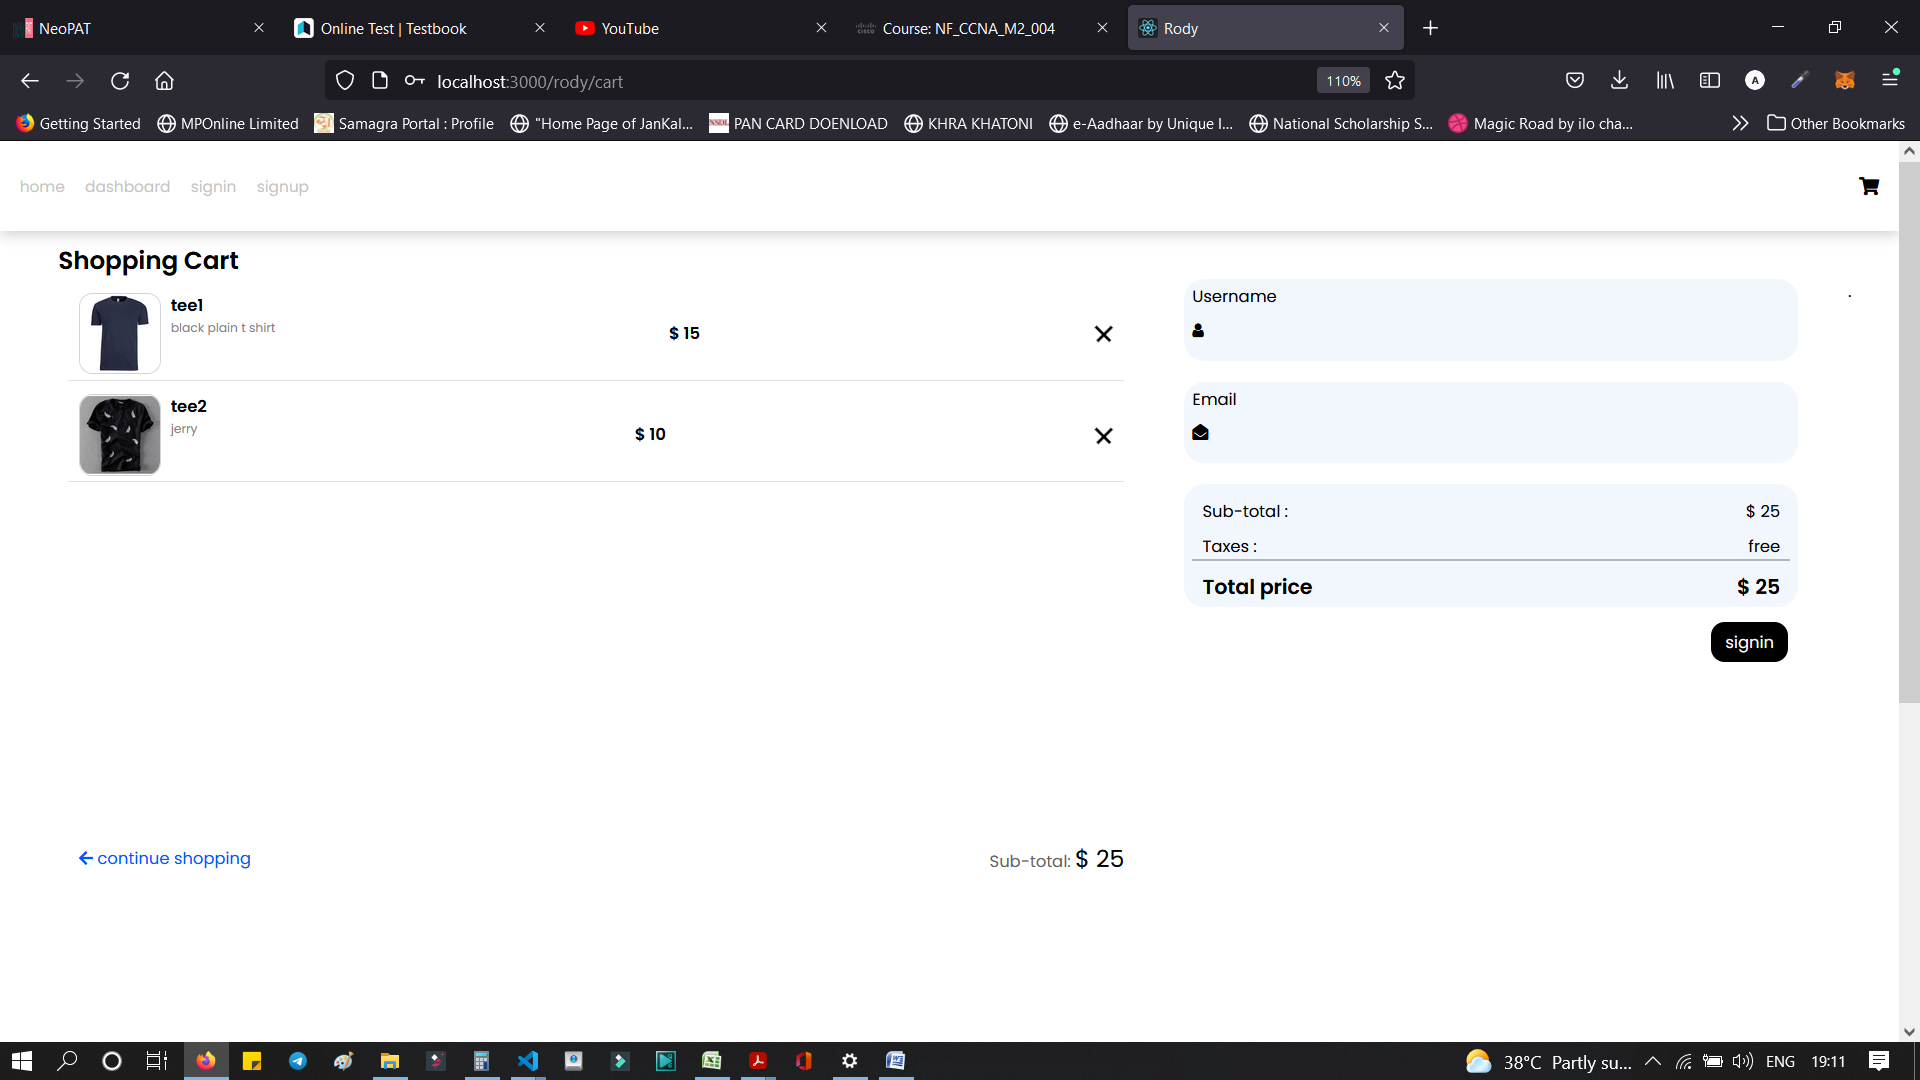 NeoPAT
Online Test | Testbook
YouTube
Course: NF_CCNA_M2_004
Rody
localhost:3000/rody/cart
110%
A
Getting Started
MPOnline Limited
Samagra Portal : Profile
"Home Page of JanKal...
PAN CARD DOENLOAD
KHRA KHATONI
e-Aadhaar by Unique I...
National Scholarship S...
Magic Road by ilo cha...
Other Bookmarks
home
dashboard
signin
signup
Shopping Cart
tee1
black plain t shirt
$ 15
tee2
jerry
$ 10
Username
Email
Sub-total : $ 25
Taxes : free
Total price $ 25
signin
continue shopping
Sub-total: $ 25
38°C Partly su...
ENG
19:11